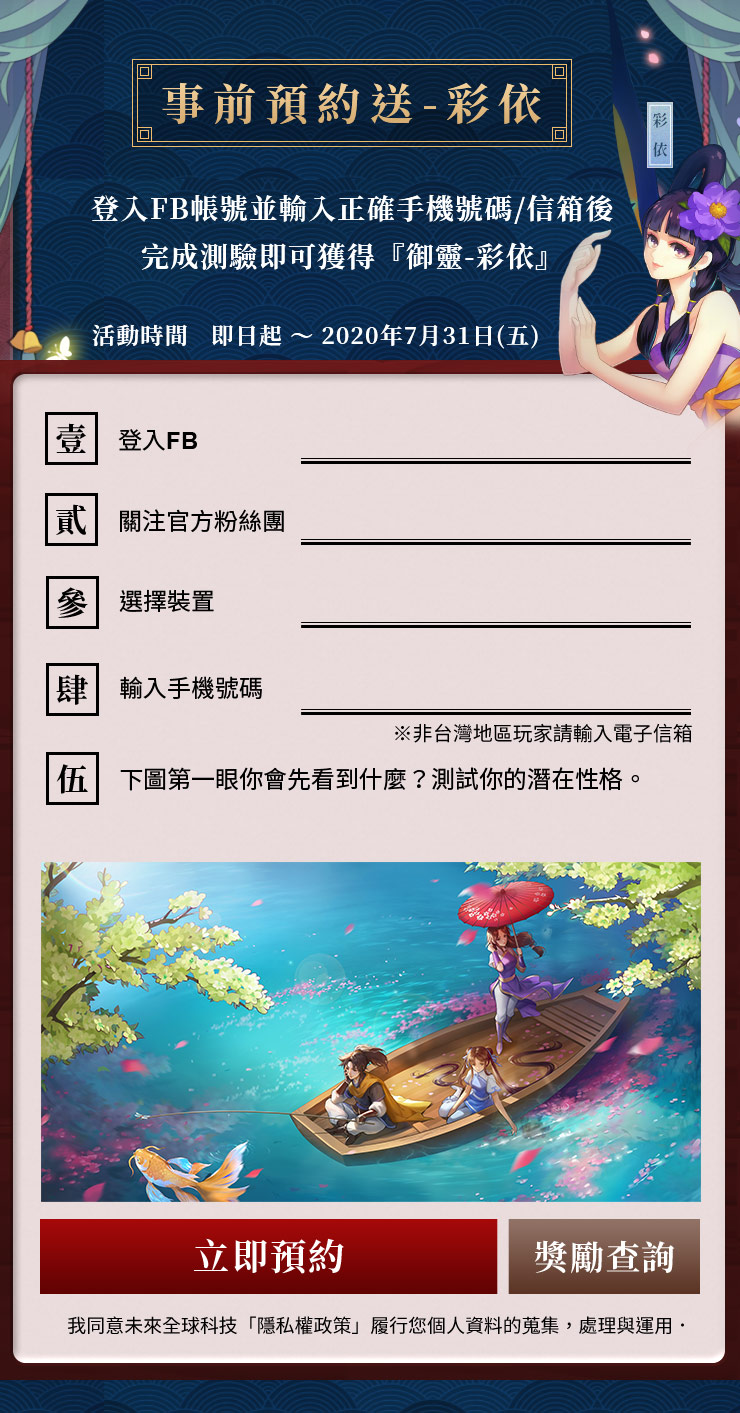 事前預約送-彩依
彩依
登入FB帳號並輸入正確手機號碼/信箱後
完成測驗即可獲得『御靈-彩依』
活動時間 即日起 ～ 2020年7月31日(五)
壹 登入FB
貳 關注官方粉絲團
參 選擇裝置
肆 輸入手機號碼
※非台灣地區玩家請輸入電子信箱
伍 下圖第一眼你會先看到什麼？測試你的潛在性格。
立即預約
獎勵查詢
我同意未來全球科技「隱私權政策」履行您個人資料的蒐集，處理與運用．